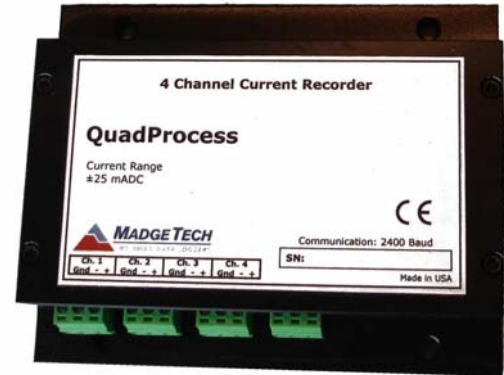 4 Channel Current Recorder
QuadProcess
Current Range
±25 mADC
CE
MADGETECH
Communication: 2400 Baud
SN:
Ch. 1 Ch. 2 Ch. 3 Ch. 4
Gnd - + Gnd - + Gnd - + Gnd - +
Made in USA